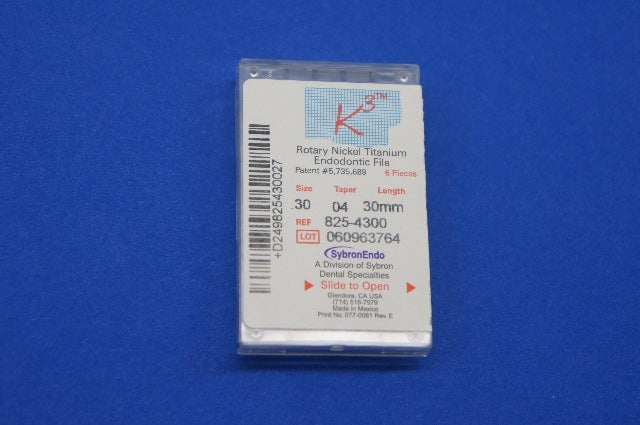 K3™
Rotary Nickel Titanium
Endodontic File
Patent #5,735,689 6 Pieces
Size Taper Length
.30 04 30mm
REF 825-4300
LOT 060963764
SybronEndo
A Division of Sybron
Dental Specialties
Slide to Open
Glendora, CA USA
(714) 516-7979
Made in Mexico
Print No. 077-0081 Rev. E
+D249825430027